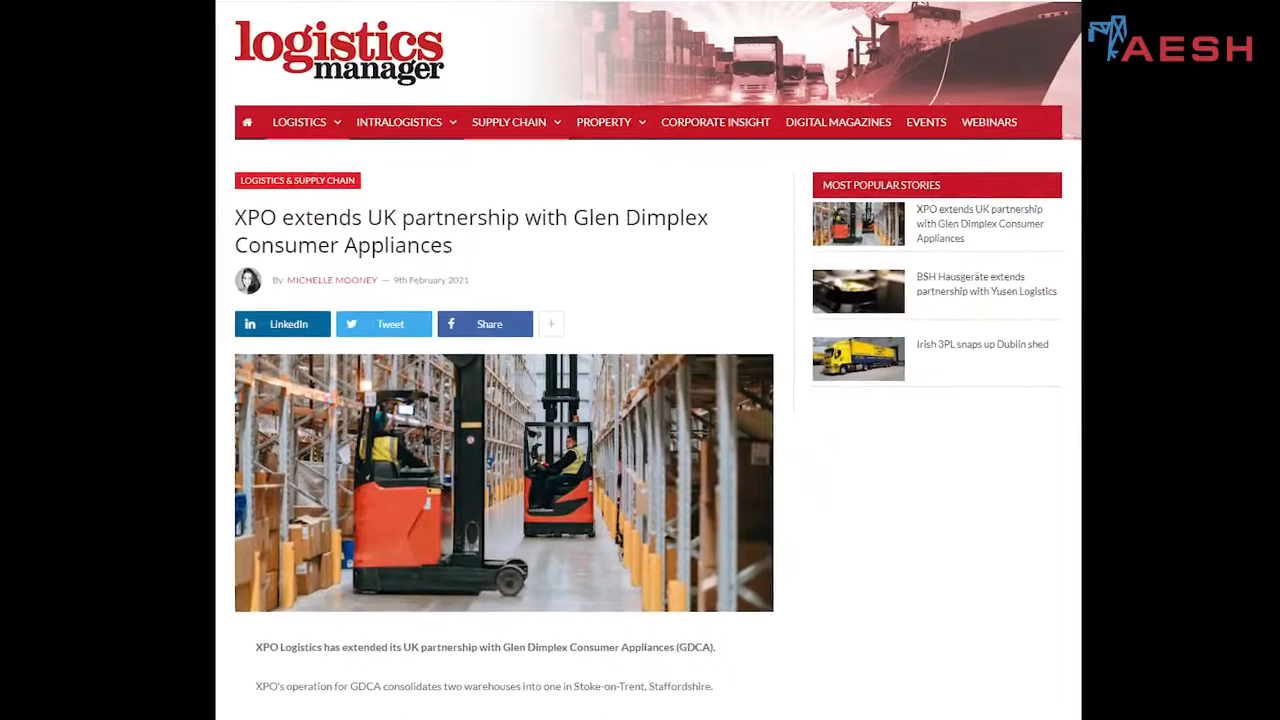 logistics
manager
AESH
LOGISTICS INTRALOGISTICS SUPPLY CHAIN PROPERTY CORPORATE INSIGHT DIGITAL MAGAZINES EVENTS WEBINARS
LOGISTICS & SUPPLY CHAIN
XPO extends UK partnership with Glen Dimplex
Consumer Appliances
By MICHELLE MOONEY — 9th February 2021
LinkedIn Tweet Share +
XPO Logistics has extended its UK partnership with Glen Dimplex Consumer Appliances (GDCA).
XPO's operation for GDCA consolidates two warehouses into one in Stoke-on-Trent, Staffordshire.
MOST POPULAR STORIES
XPO extends UK partnership
with Glen Dimplex Consumer
Appliances
BSH Hausgeräte extends
partnership with Yusen Logistics
Irish 3PL snaps up Dublin shed